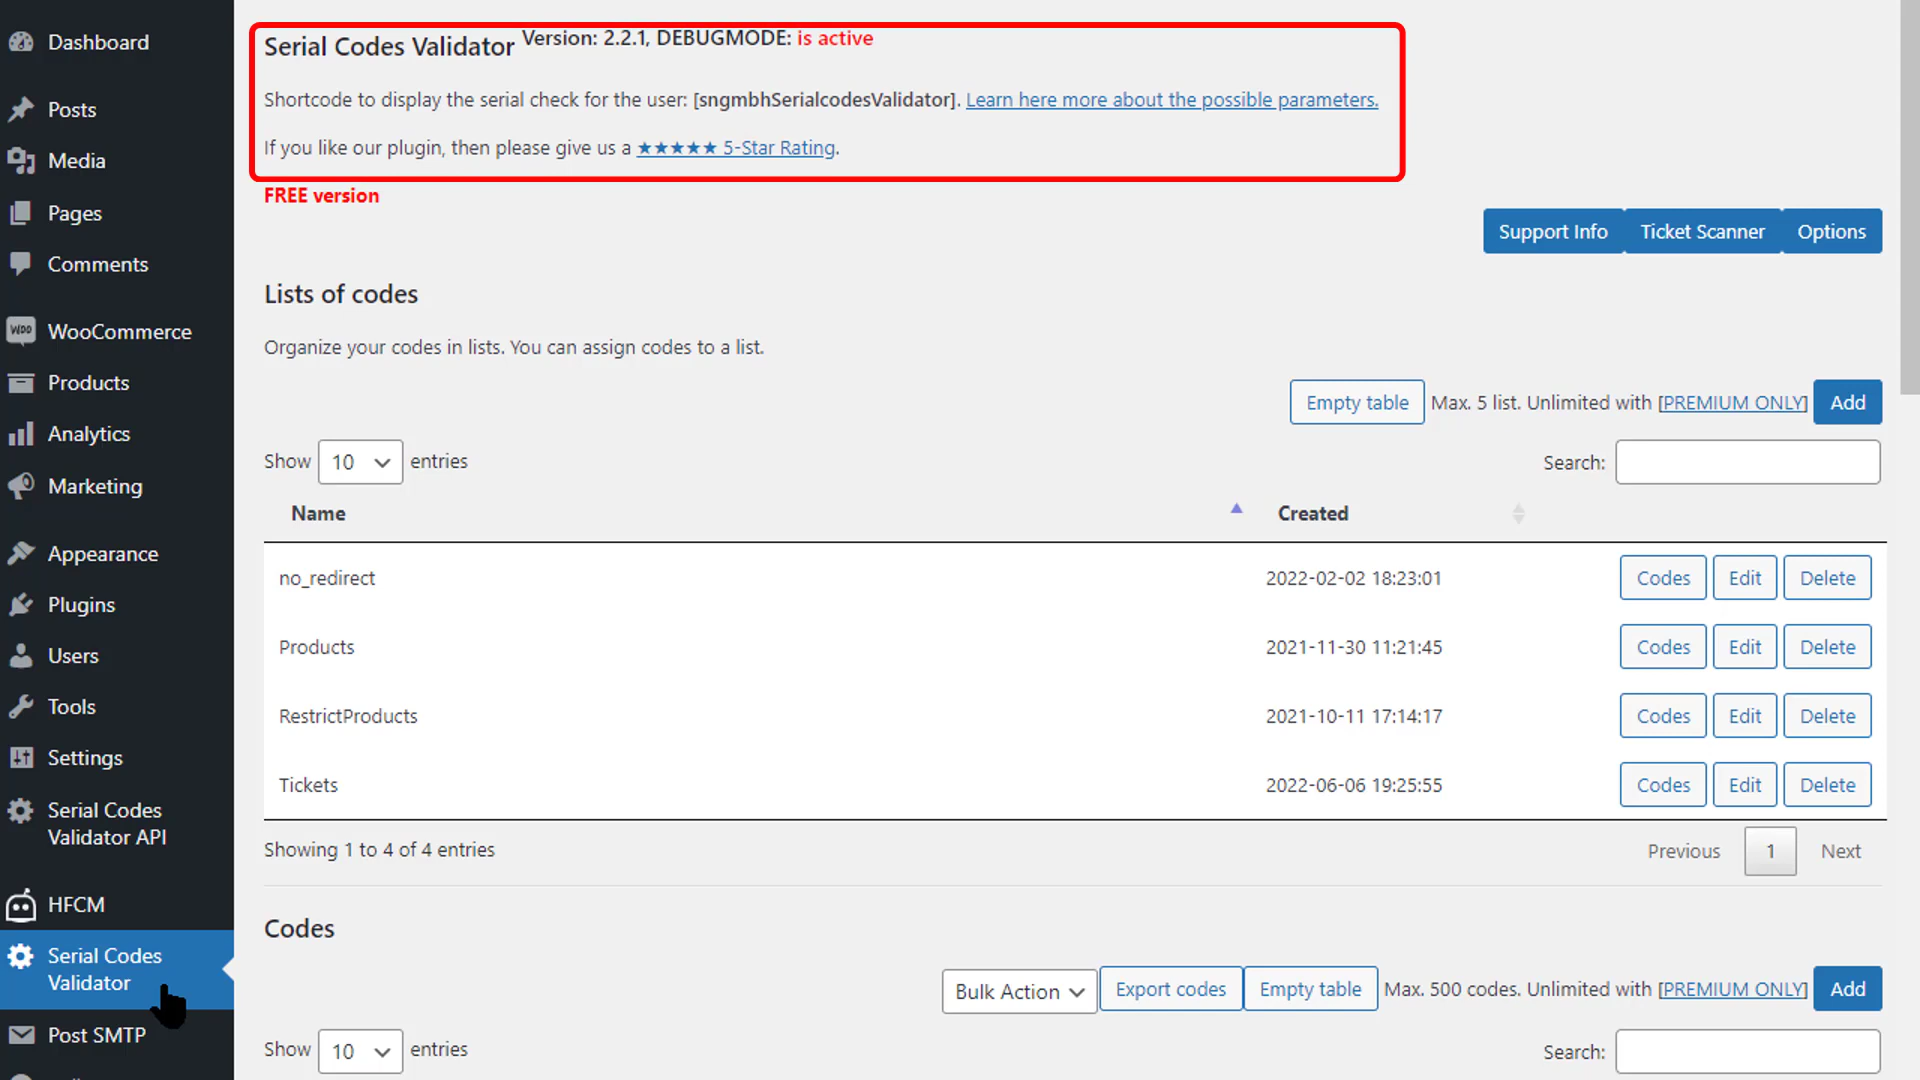 Dashboard
Posts
Media
Pages
Comments
WOO WooCommerce
Products
Analytics
Marketing
Appearance
Plugins
Users
Tools
Settings
Serial Codes
Validator API
HFCM
Serial Codes
Validator
Post SMTP
Serial Codes Validator Version: 2.2.1, DEBUGMODE: is active
Shortcode to display the serial check for the user: [sngmbhSerialcodesValidator]. Learn here more about the possible parameters.
If you like our plugin, then please give us a ★★★★★ 5-Star Rating.
FREE version
Support Info Ticket Scanner Options
Lists of codes
Organize your codes in lists. You can assign codes to a list.
Empty table Max. 5 list. Unlimited with [PREMIUM ONLY] Add
Show 10 entries Search:
Name Created
no_redirect 2022-02-02 18:23:01 Codes Edit Delete
Products 2021-11-30 11:21:45 Codes Edit Delete
RestrictProducts 2021-10-11 17:14:17 Codes Edit Delete
Tickets 2022-06-06 19:25:55 Codes Edit Delete
Showing 1 to 4 of 4 entries Previous 1 Next
Codes
Bulk Action Export codes Empty table Max. 500 codes. Unlimited with [PREMIUM ONLY] Add
Show 10 entries Search: